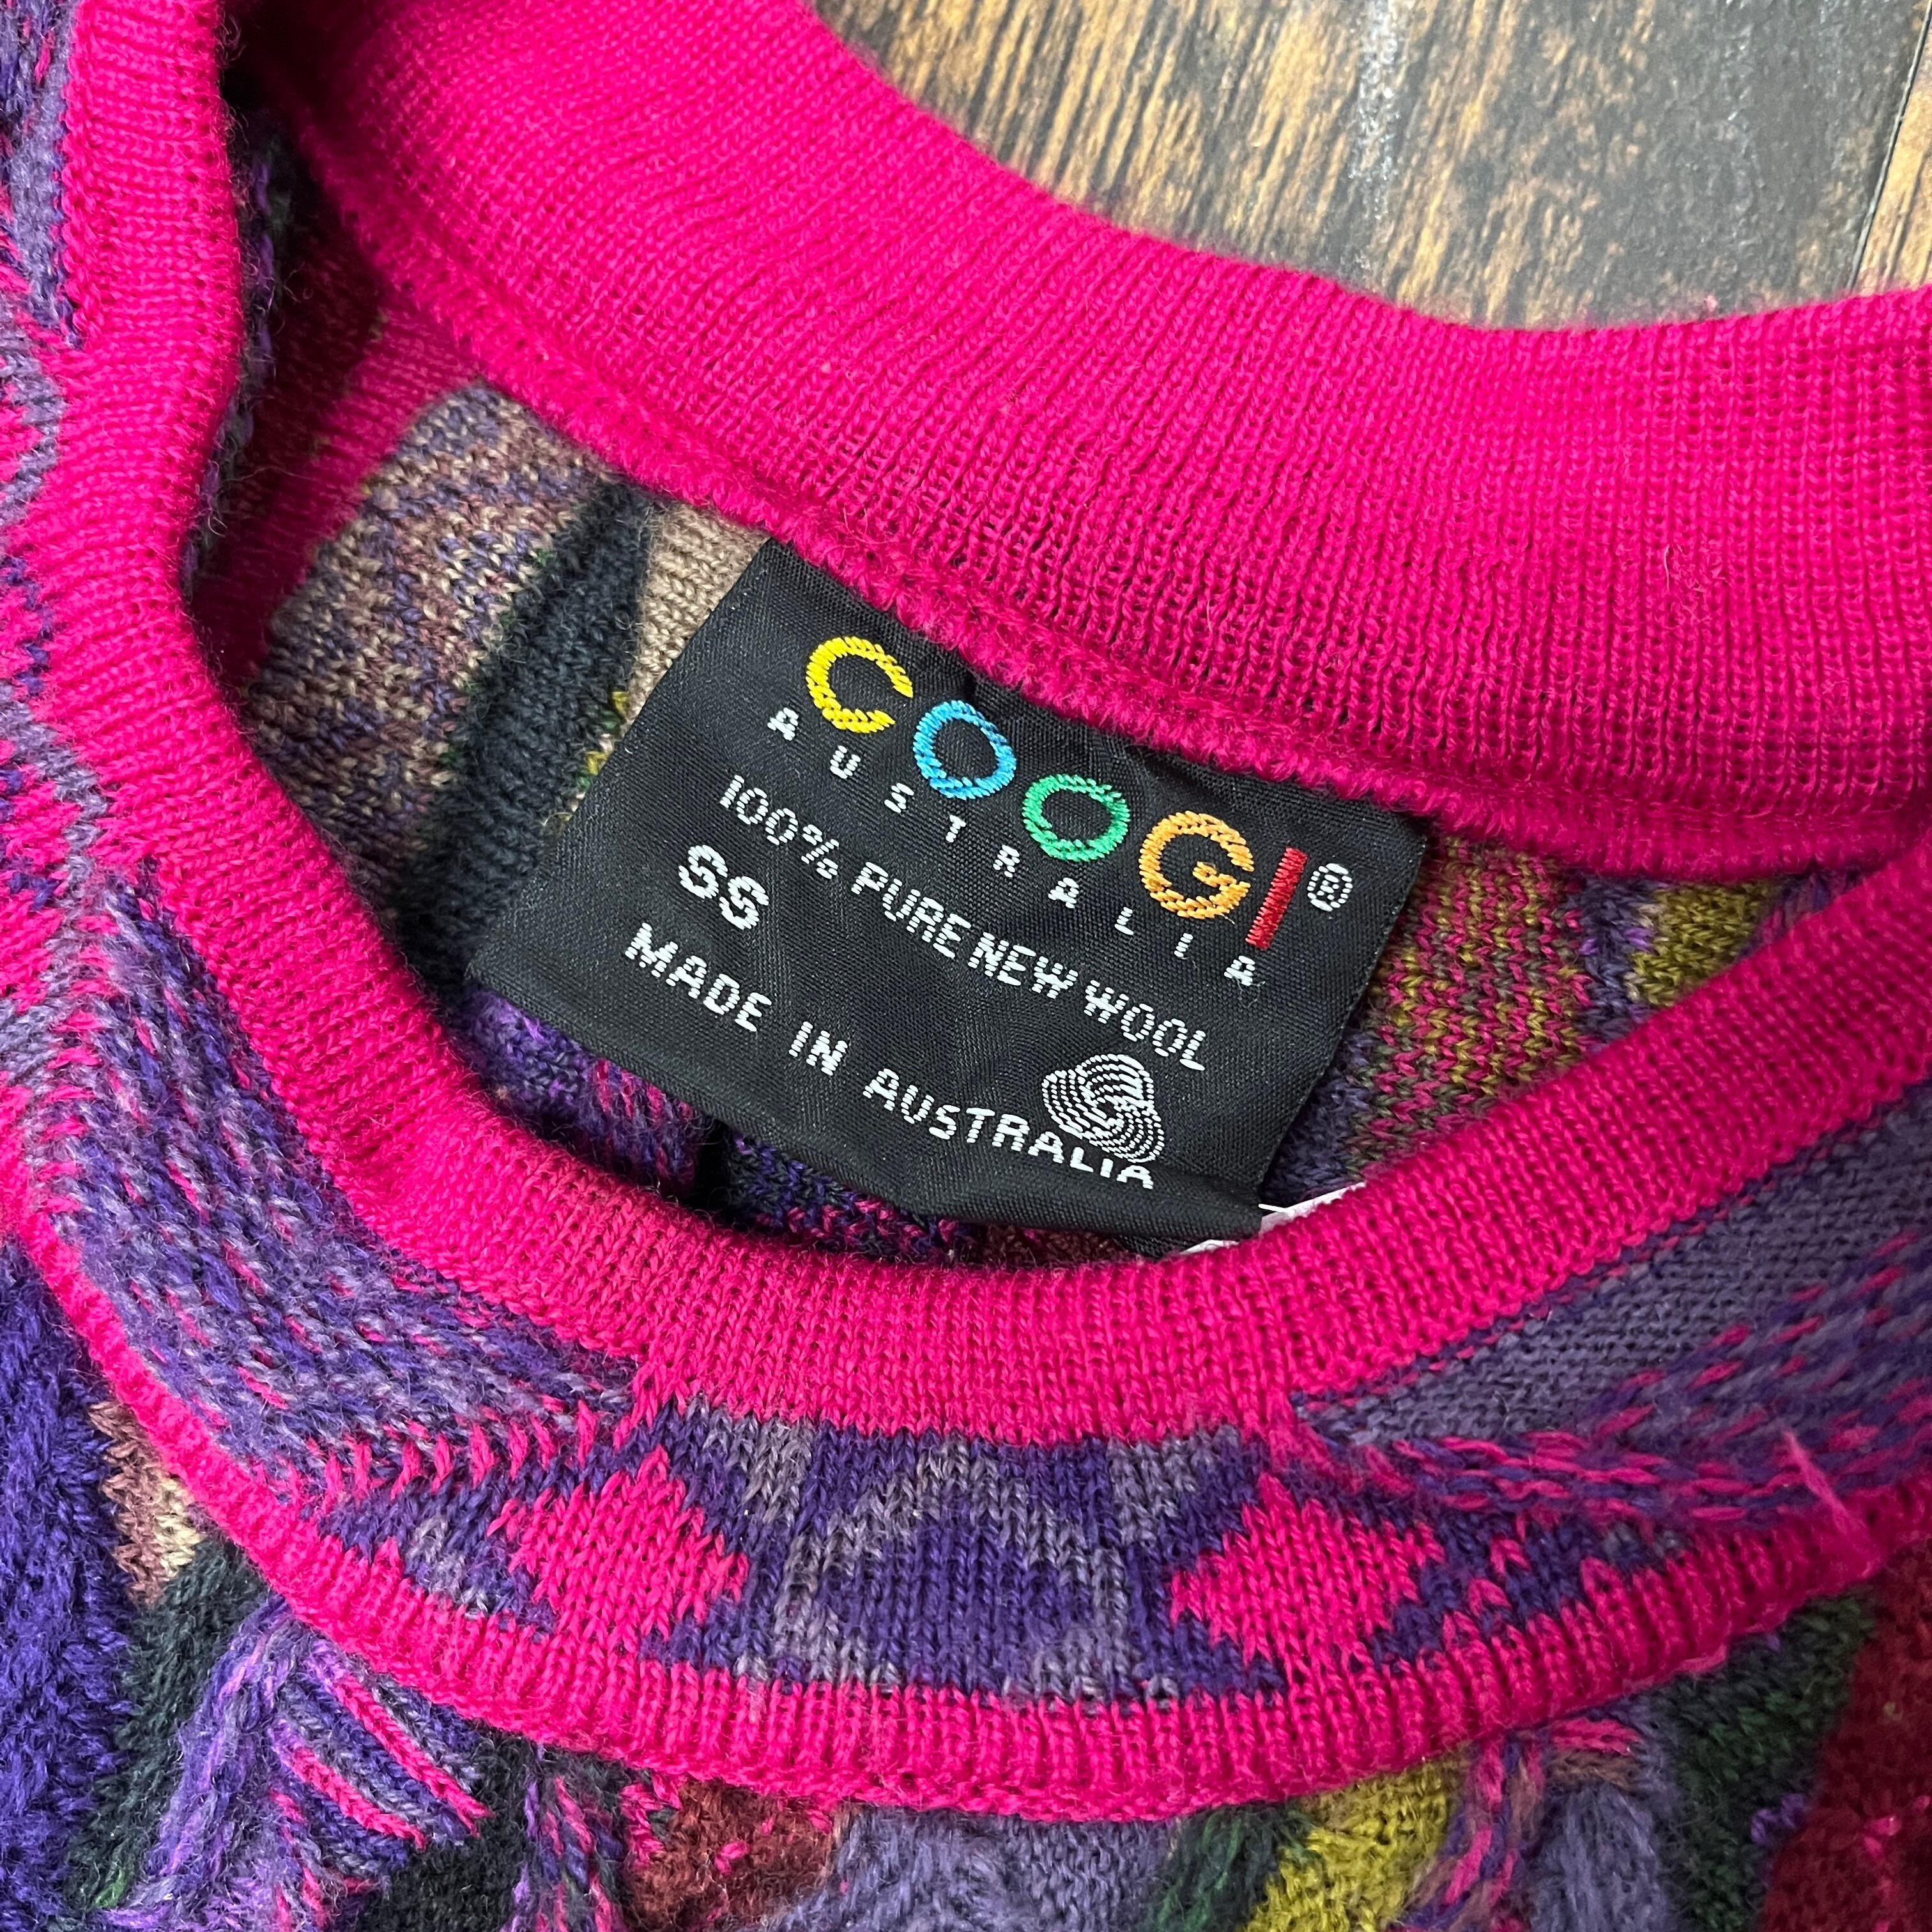 COOGI®
AUSTRALIA
100% PURE NEW WOOL
SS
MADE IN AUSTRALIA